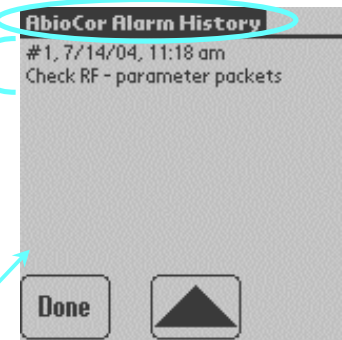 AbioCor Alarm History
#1, 7/14/04, 11:18 am
Check RF - parameter packets
Done